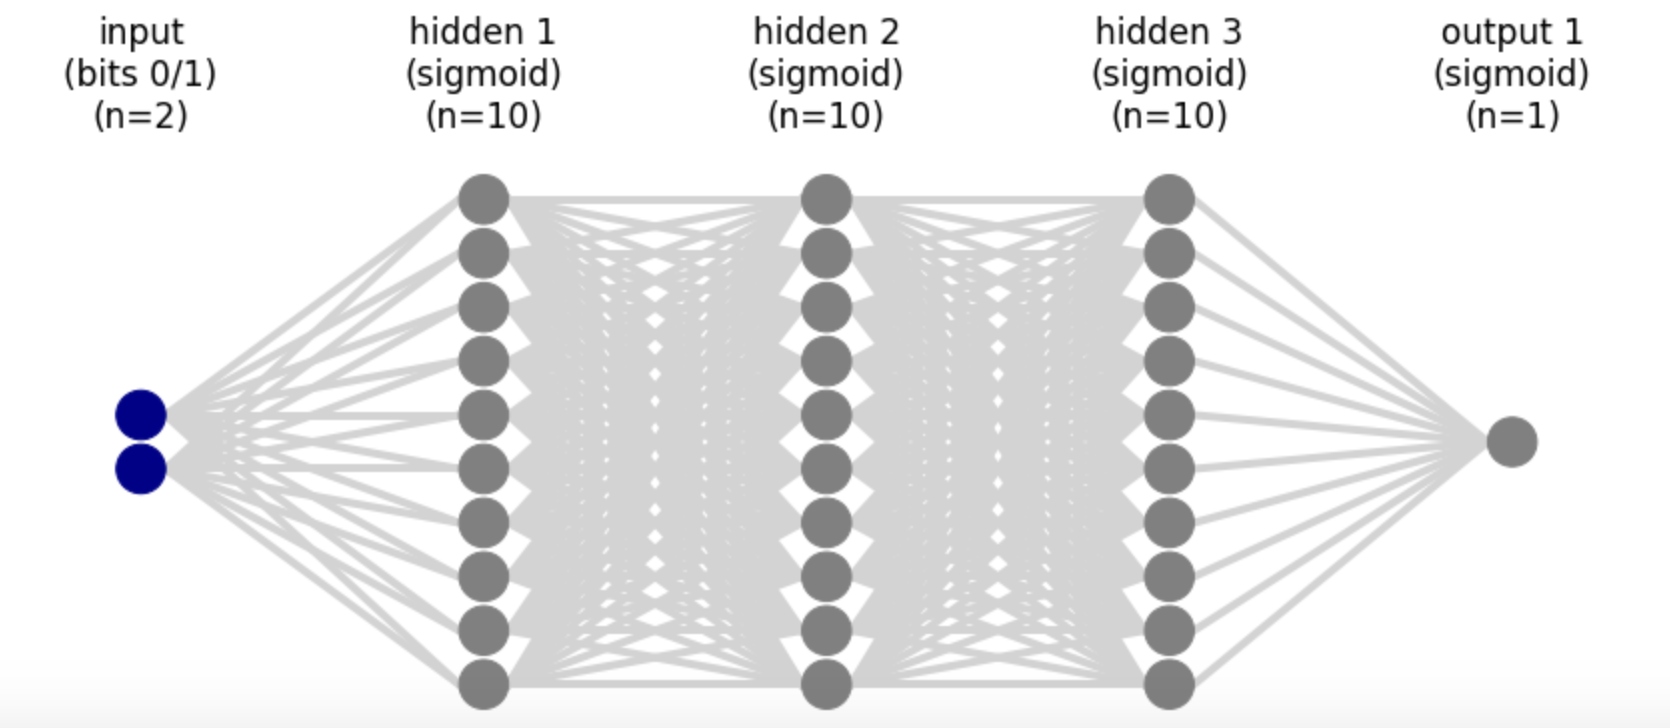 input
(bits 0/1)
(n=2)
hidden 1
(sigmoid)
(n=10)
hidden 2
(sigmoid)
(n=10)
hidden 3
(sigmoid)
(n=10)
output 1
(sigmoid)
(n=1)